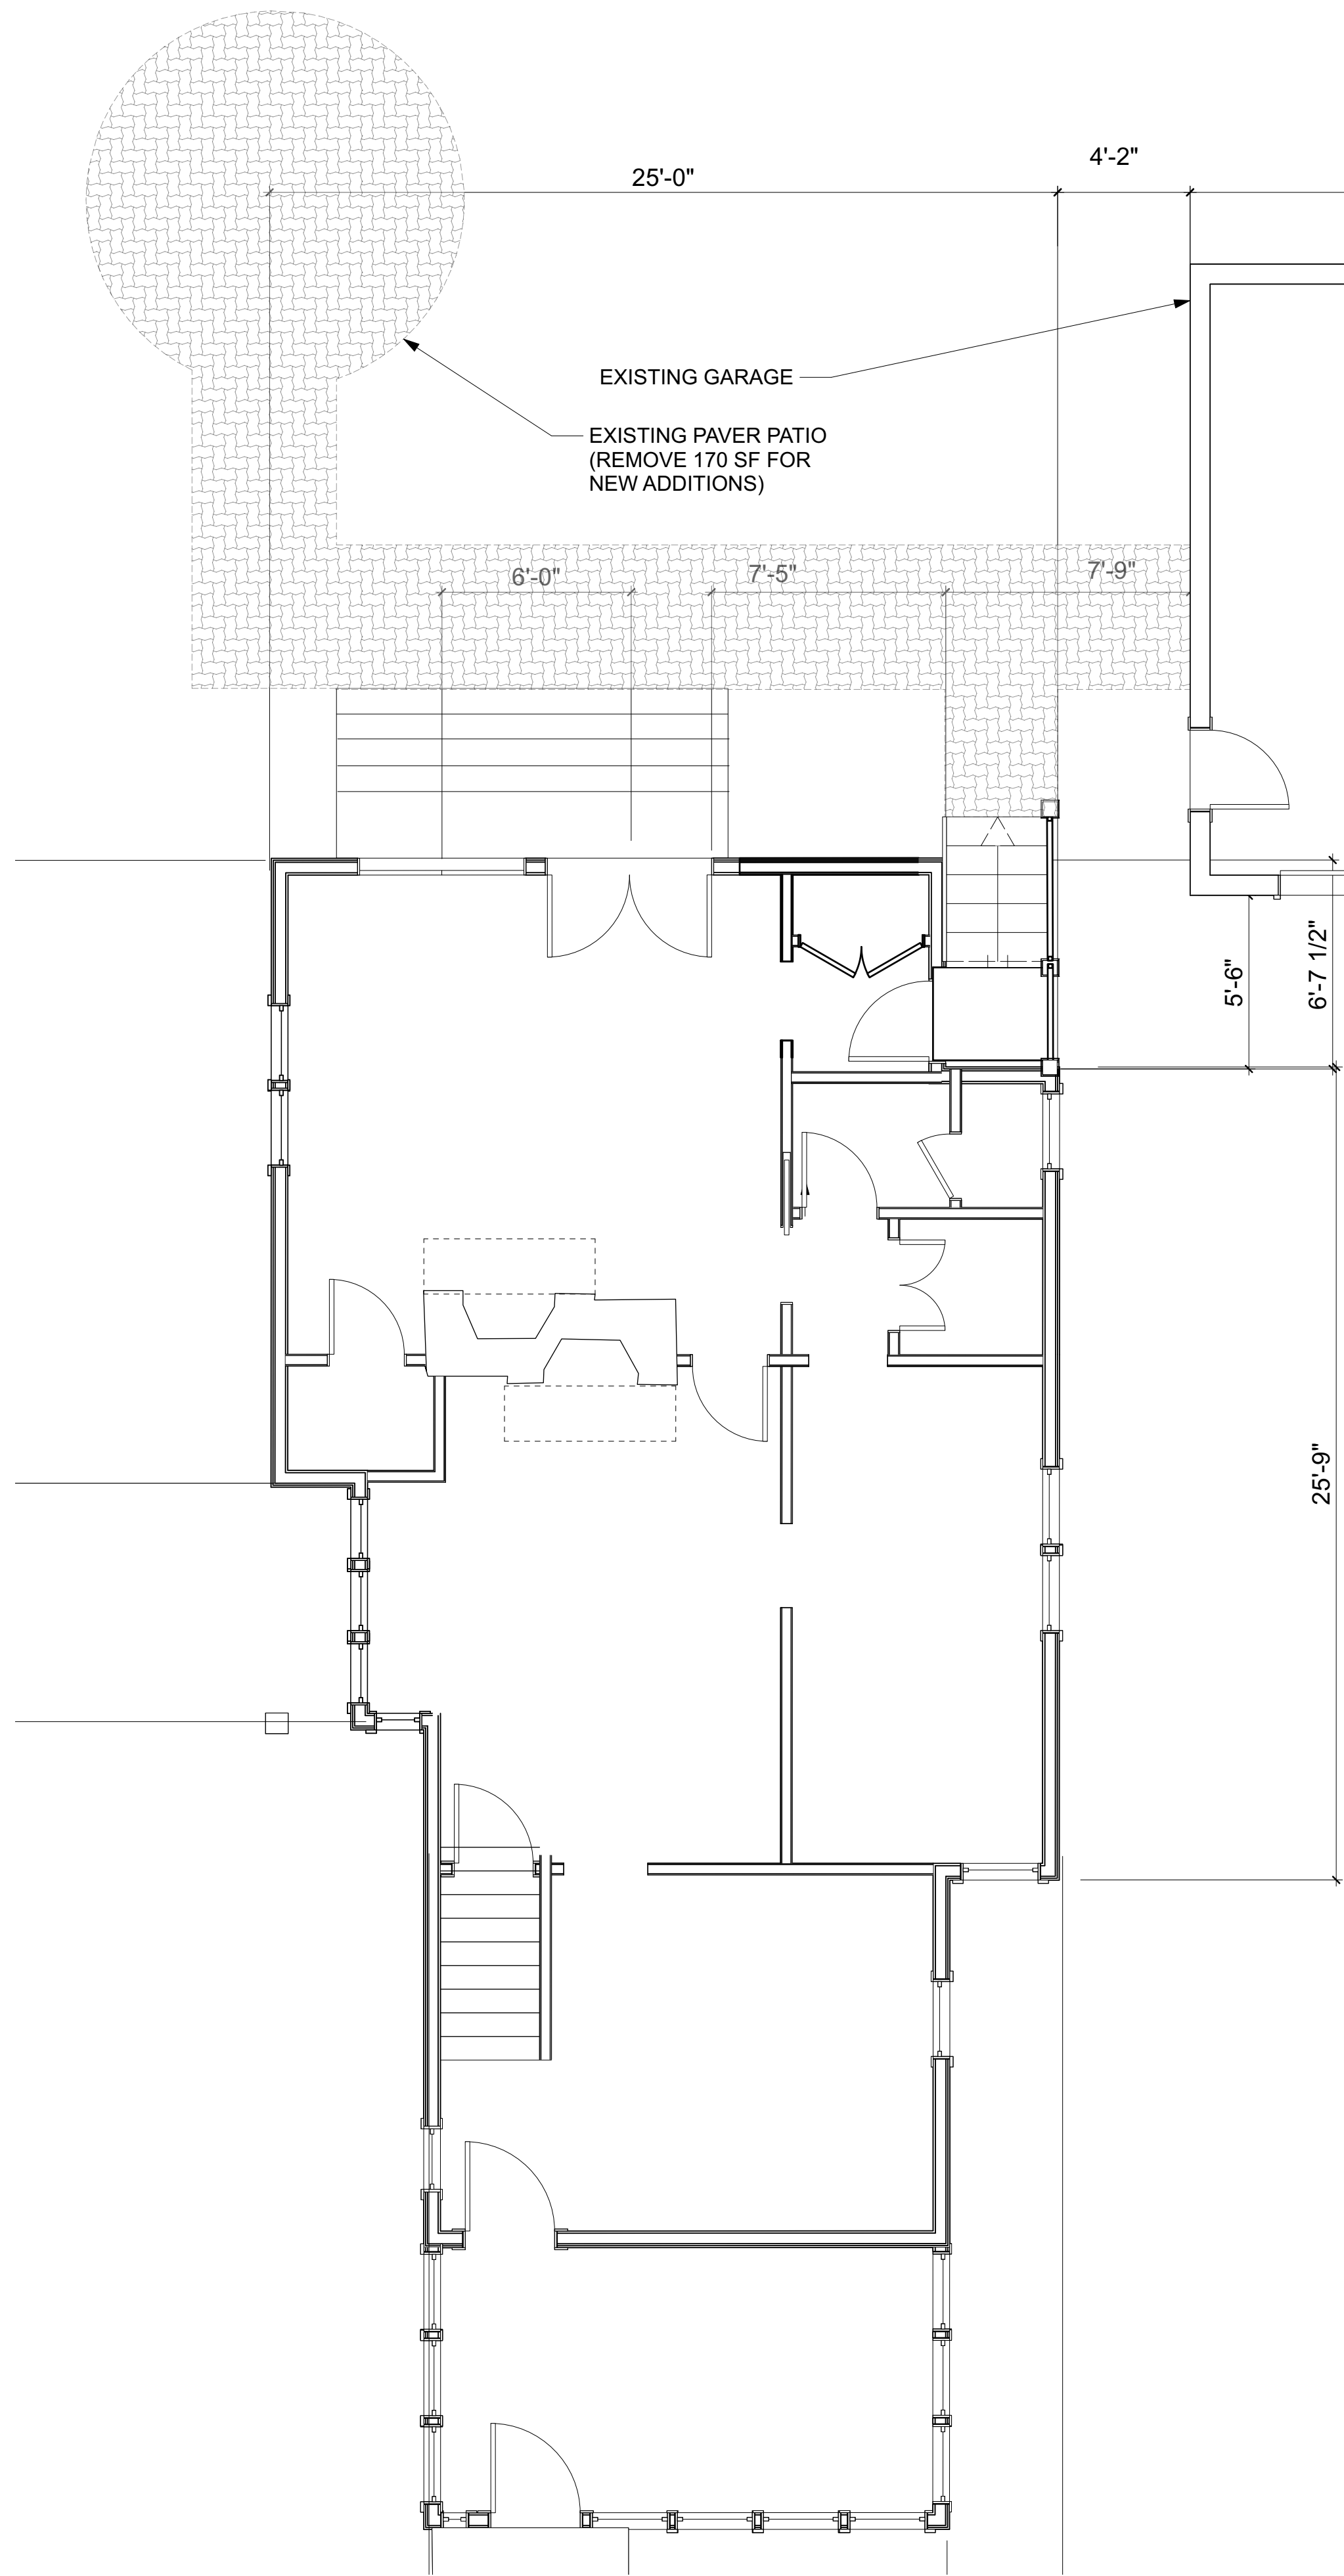 4'-2"
25'-0"
EXISTING GARAGE
EXISTING PAVER PATIO
(REMOVE 170 SF FOR
NEW ADDITIONS)
6'-0"
7'-5"
7'-9"
5'-6"
6'-7 1/2"
25'-9"